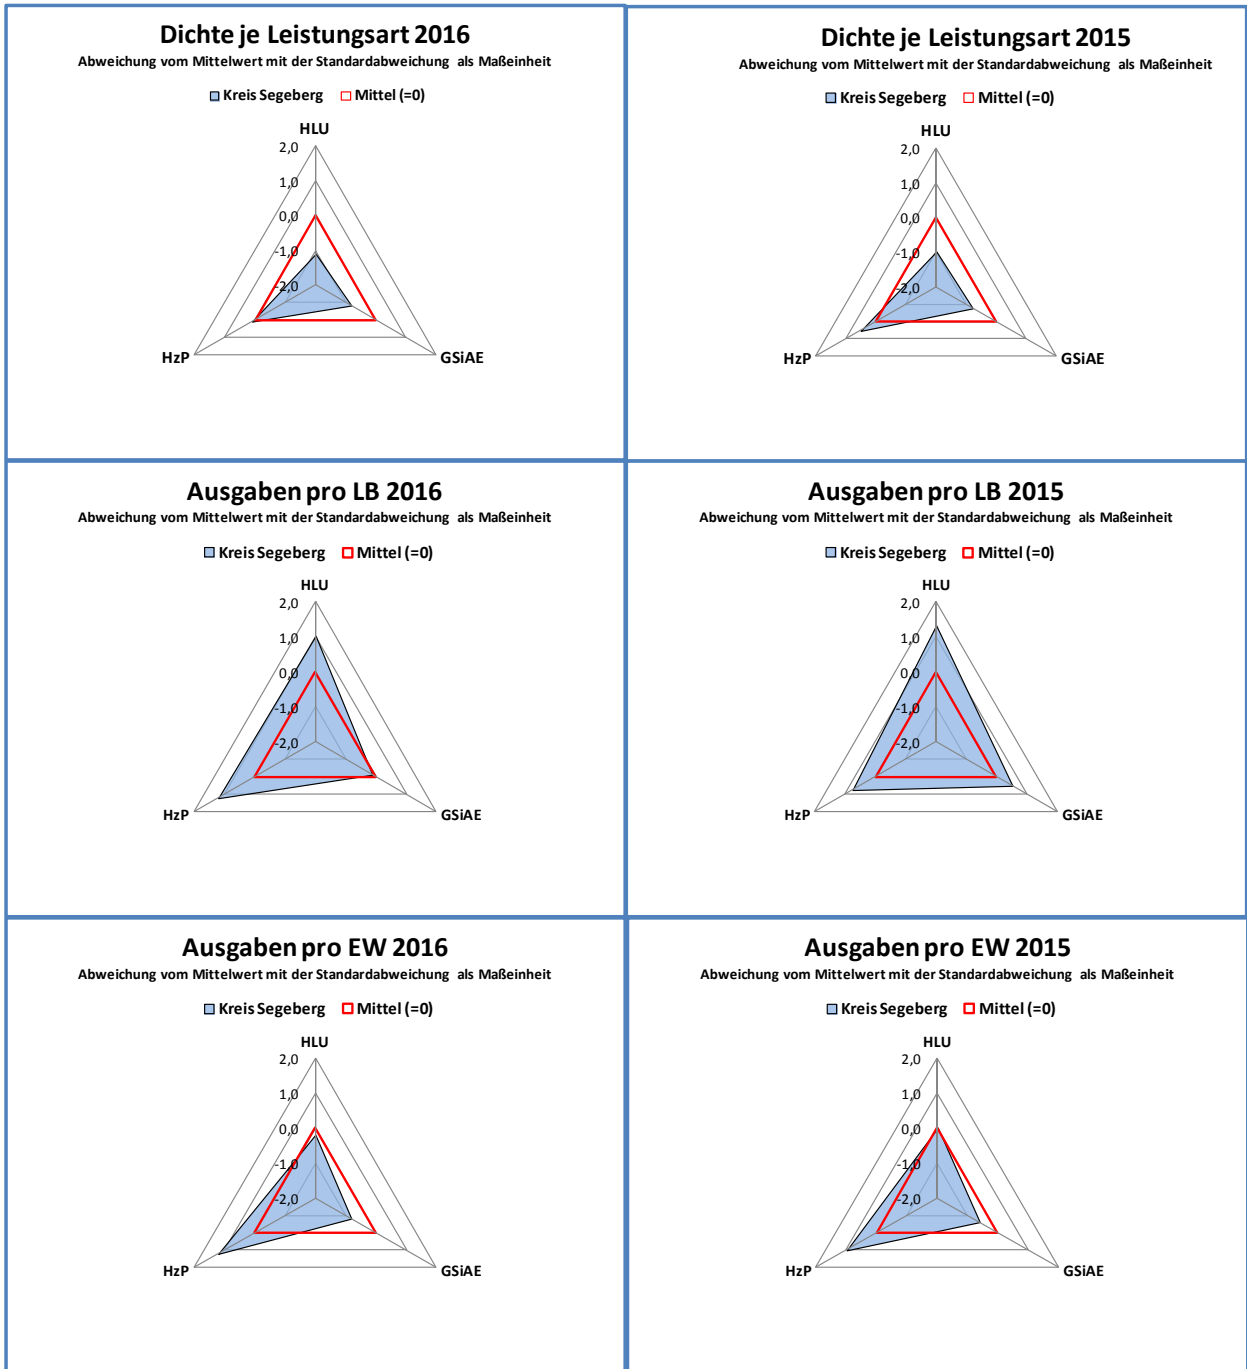 Dichte je Leistungsart 2016
Abweichung vom Mittelwert mit der Standardabweichung als Maßeinheit
Kreis Segeberg Mittel (=0)
HLU
2,0
1,0
0,0
-1,0
-2,0
HzP
GSiAE
Dichte je Leistungsart 2015
Abweichung vom Mittelwert mit der Standardabweichung als Maßeinheit
Kreis Segeberg Mittel (=0)
HLU
2,0
1,0
0,0
-1,0
-2,0
HzP
GSiAE
Ausgaben pro LB 2016
Abweichung vom Mittelwert mit der Standardabweichung als Maßeinheit
Kreis Segeberg Mittel (=0)
HLU
2,0
1,0
0,0
-1,0
-2,0
HzP
GSiAE
Ausgaben pro LB 2015
Abweichung vom Mittelwert mit der Standardabweichung als Maßeinheit
Kreis Segeberg Mittel (=0)
HLU
2,0
1,0
0,0
-1,0
-2,0
HzP
GSiAE
Ausgaben pro EW 2016
Abweichung vom Mittelwert mit der Standardabweichung als Maßeinheit
Kreis Segeberg Mittel (=0)
HLU
2,0
1,0
0,0
-1,0
-2,0
HzP
GSiAE
Ausgaben pro EW 2015
Abweichung vom Mittelwert mit der Standardabweichung als Maßeinheit
Kreis Segeberg Mittel (=0)
HLU
2,0
1,0
0,0
-1,0
-2,0
HzP
GSiAE